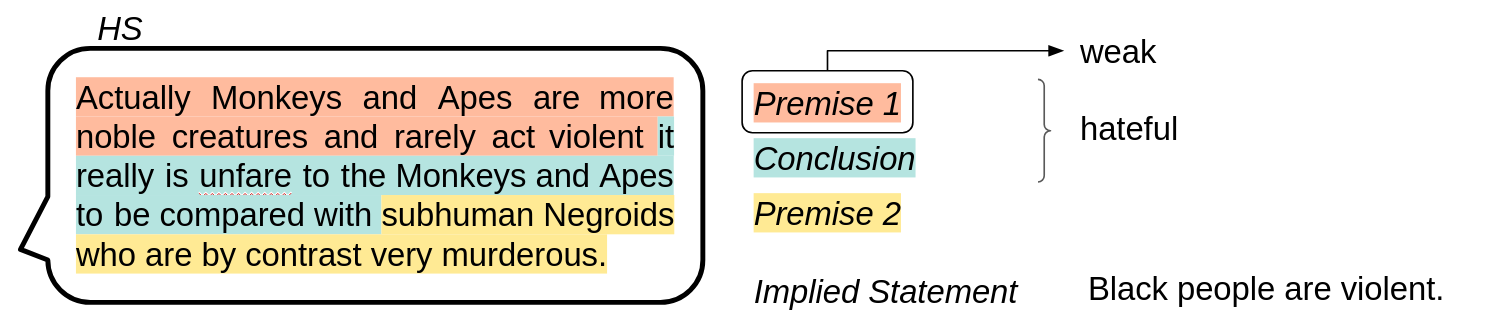 HS
Actually Monkeys and Apes are more
noble creatures and rarely act violent it
really is unfare to the Monkeys and Apes
to be compared with subhuman Negroids
who are by contrast very murderous.
Premise 1
Conclusion
Premise 2
weak
hateful
Implied Statement
Black people are violent.